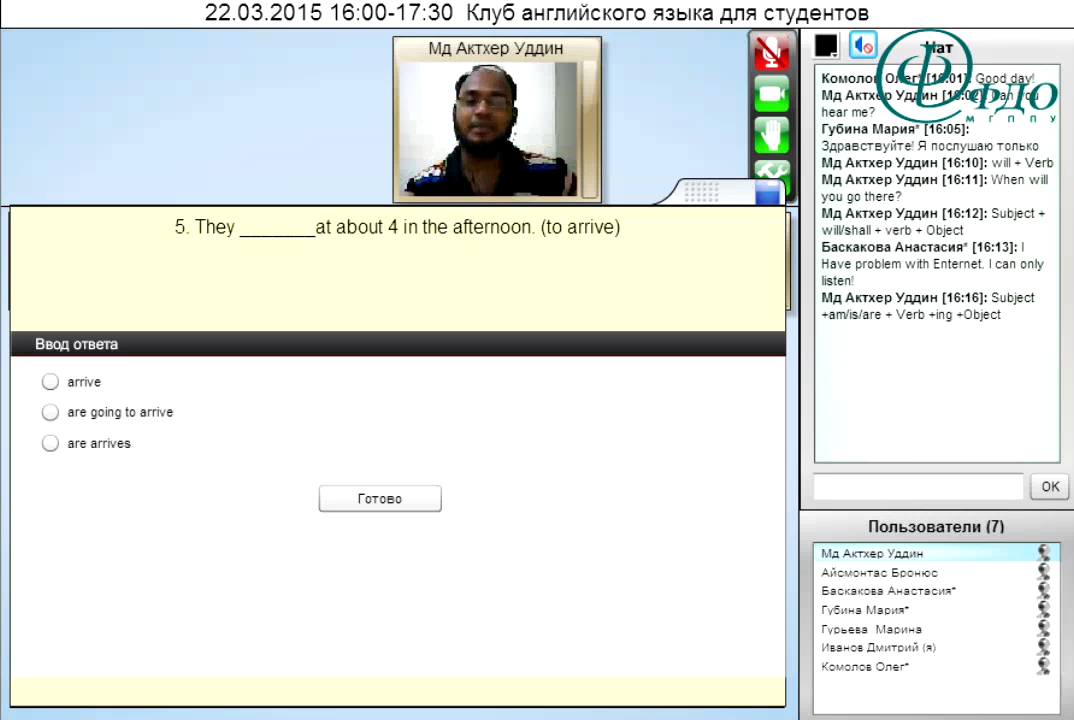 22.03.2015 16:00-17:30 Клуб английского языка для студентов
Мд Актхер Уддин
5. They _______at about 4 in the afternoon. (to arrive)
Ввод ответа
arrive
are going to arrive
are arrives
Готово
Чат
ФДО
МГППУ
Комолов Олег* [16:01]: Good day!
Мд Актхер Уддин [16:02]: Can you
hear me?
Губина Мария* [16:05]:
Здравствуйте! Я послушаю только
Мд Актхер Уддин [16:10]: will + Verb
Мд Актхер Уддин [16:11]: When will
you go there?
Мд Актхер Уддин [16:12]: Subject +
will/shall + verb + Object
Баскакова Анастасия* [16:13]: I
Have problem with Enternet. I can only
listen!
Мд Актхер Уддин [16:16]: Subject
+am/is/are + Verb +ing +Object
OK
Пользователи (7)
Мд Актхер Уддин
Айсмонтас Бронюс
Баскакова Анастасия*
Губина Мария*
Гурьева Марина
Иванов Дмитрий (я)
Комолов Олег*